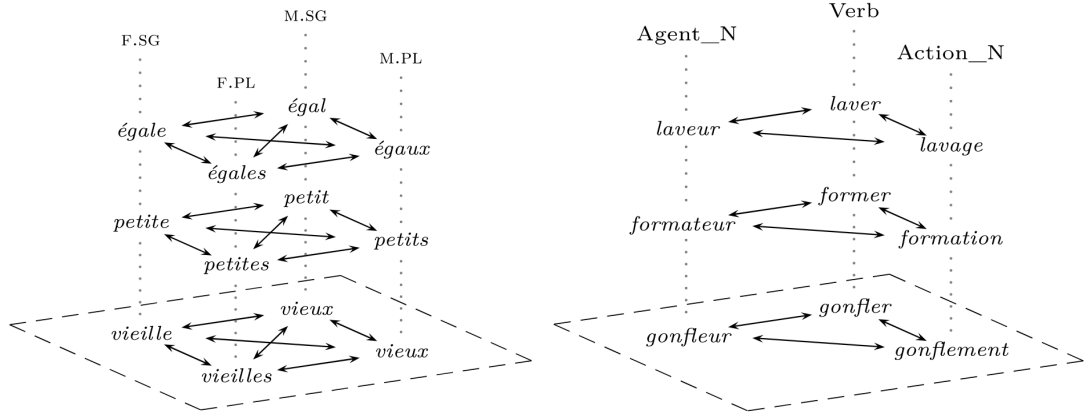 M.SG
F.SG
M.PL
F.PL
égal
égale
égaux
égales
petit
petite
petits
petites
vieux
vieille
vieux
vieilles
Verb
Agent_N
Action_N
laver
laveur
lavage
former
formateur
formation
gonfler
gonfleur
gonflement